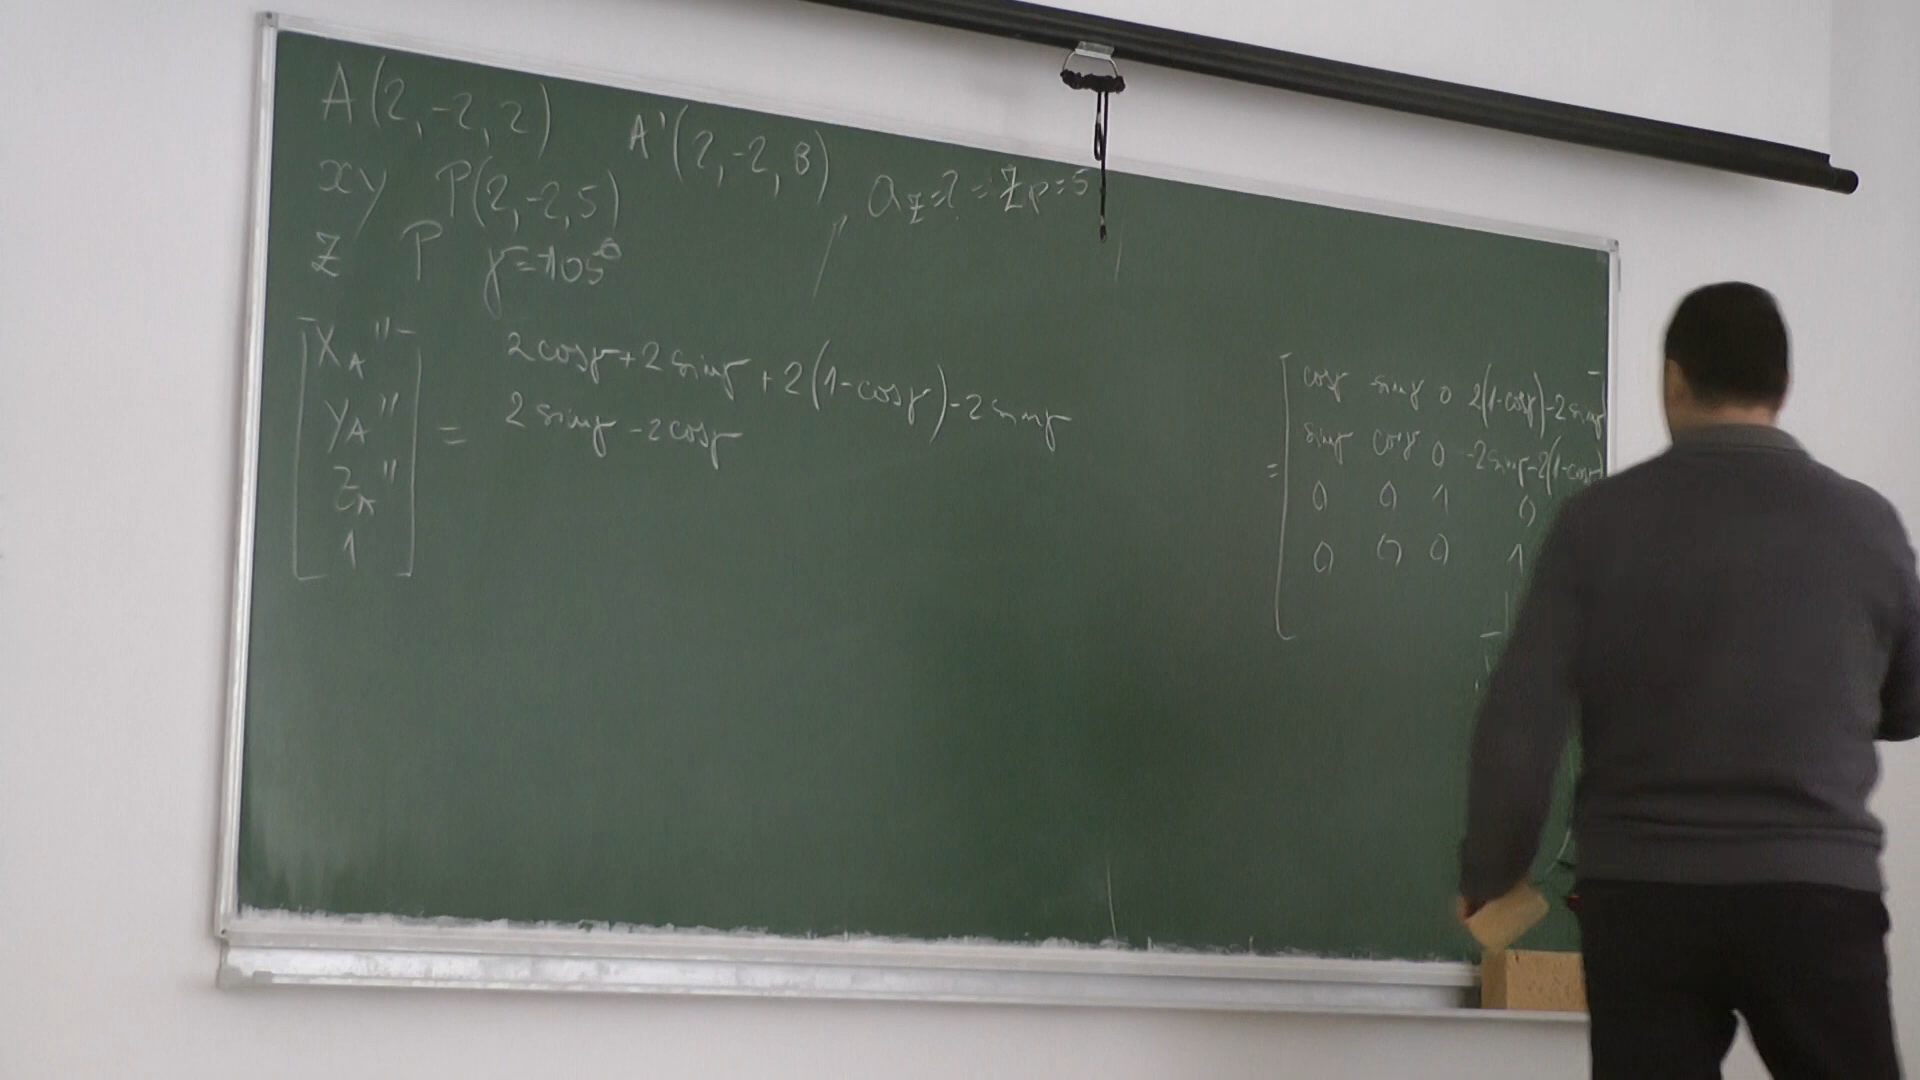 A(2,-2,2) A'(2,-2,8)
xy P(2,-2,5) a_z=?=z_P=5
z P γ=-105°
[x_A''] 2cosγ+2sinγ+2(1-cosγ)-2sinγ
[y_A''] = 2sinγ-2cosγ
[z_A'']
[1]
[cosγ sinγ 0 2(1-cosγ)-2sinγ]
= [sinγ cosγ 0 -2sinγ-2(1-cosγ)]
[0 0 1 0]
[0 0 0 1]